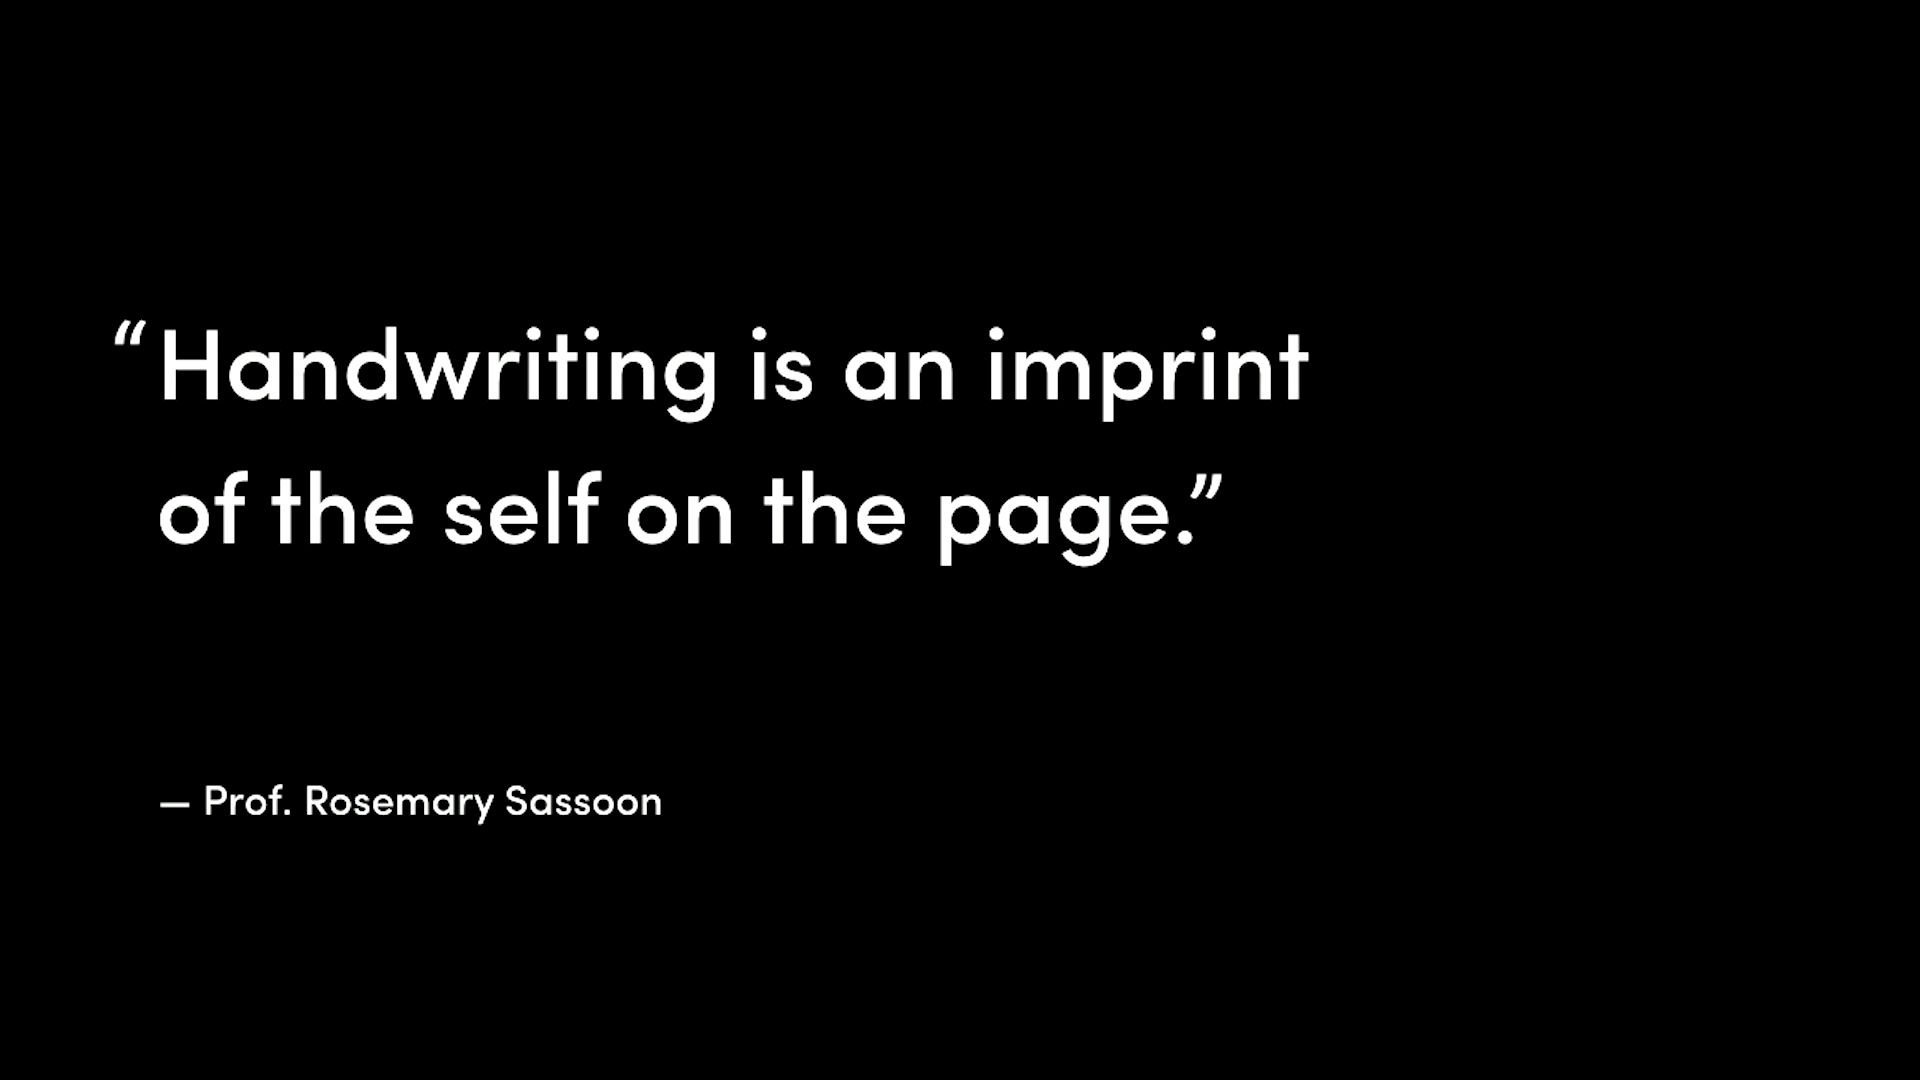 “Handwriting is an imprint
of the self on the page.”
— Prof. Rosemary Sassoon